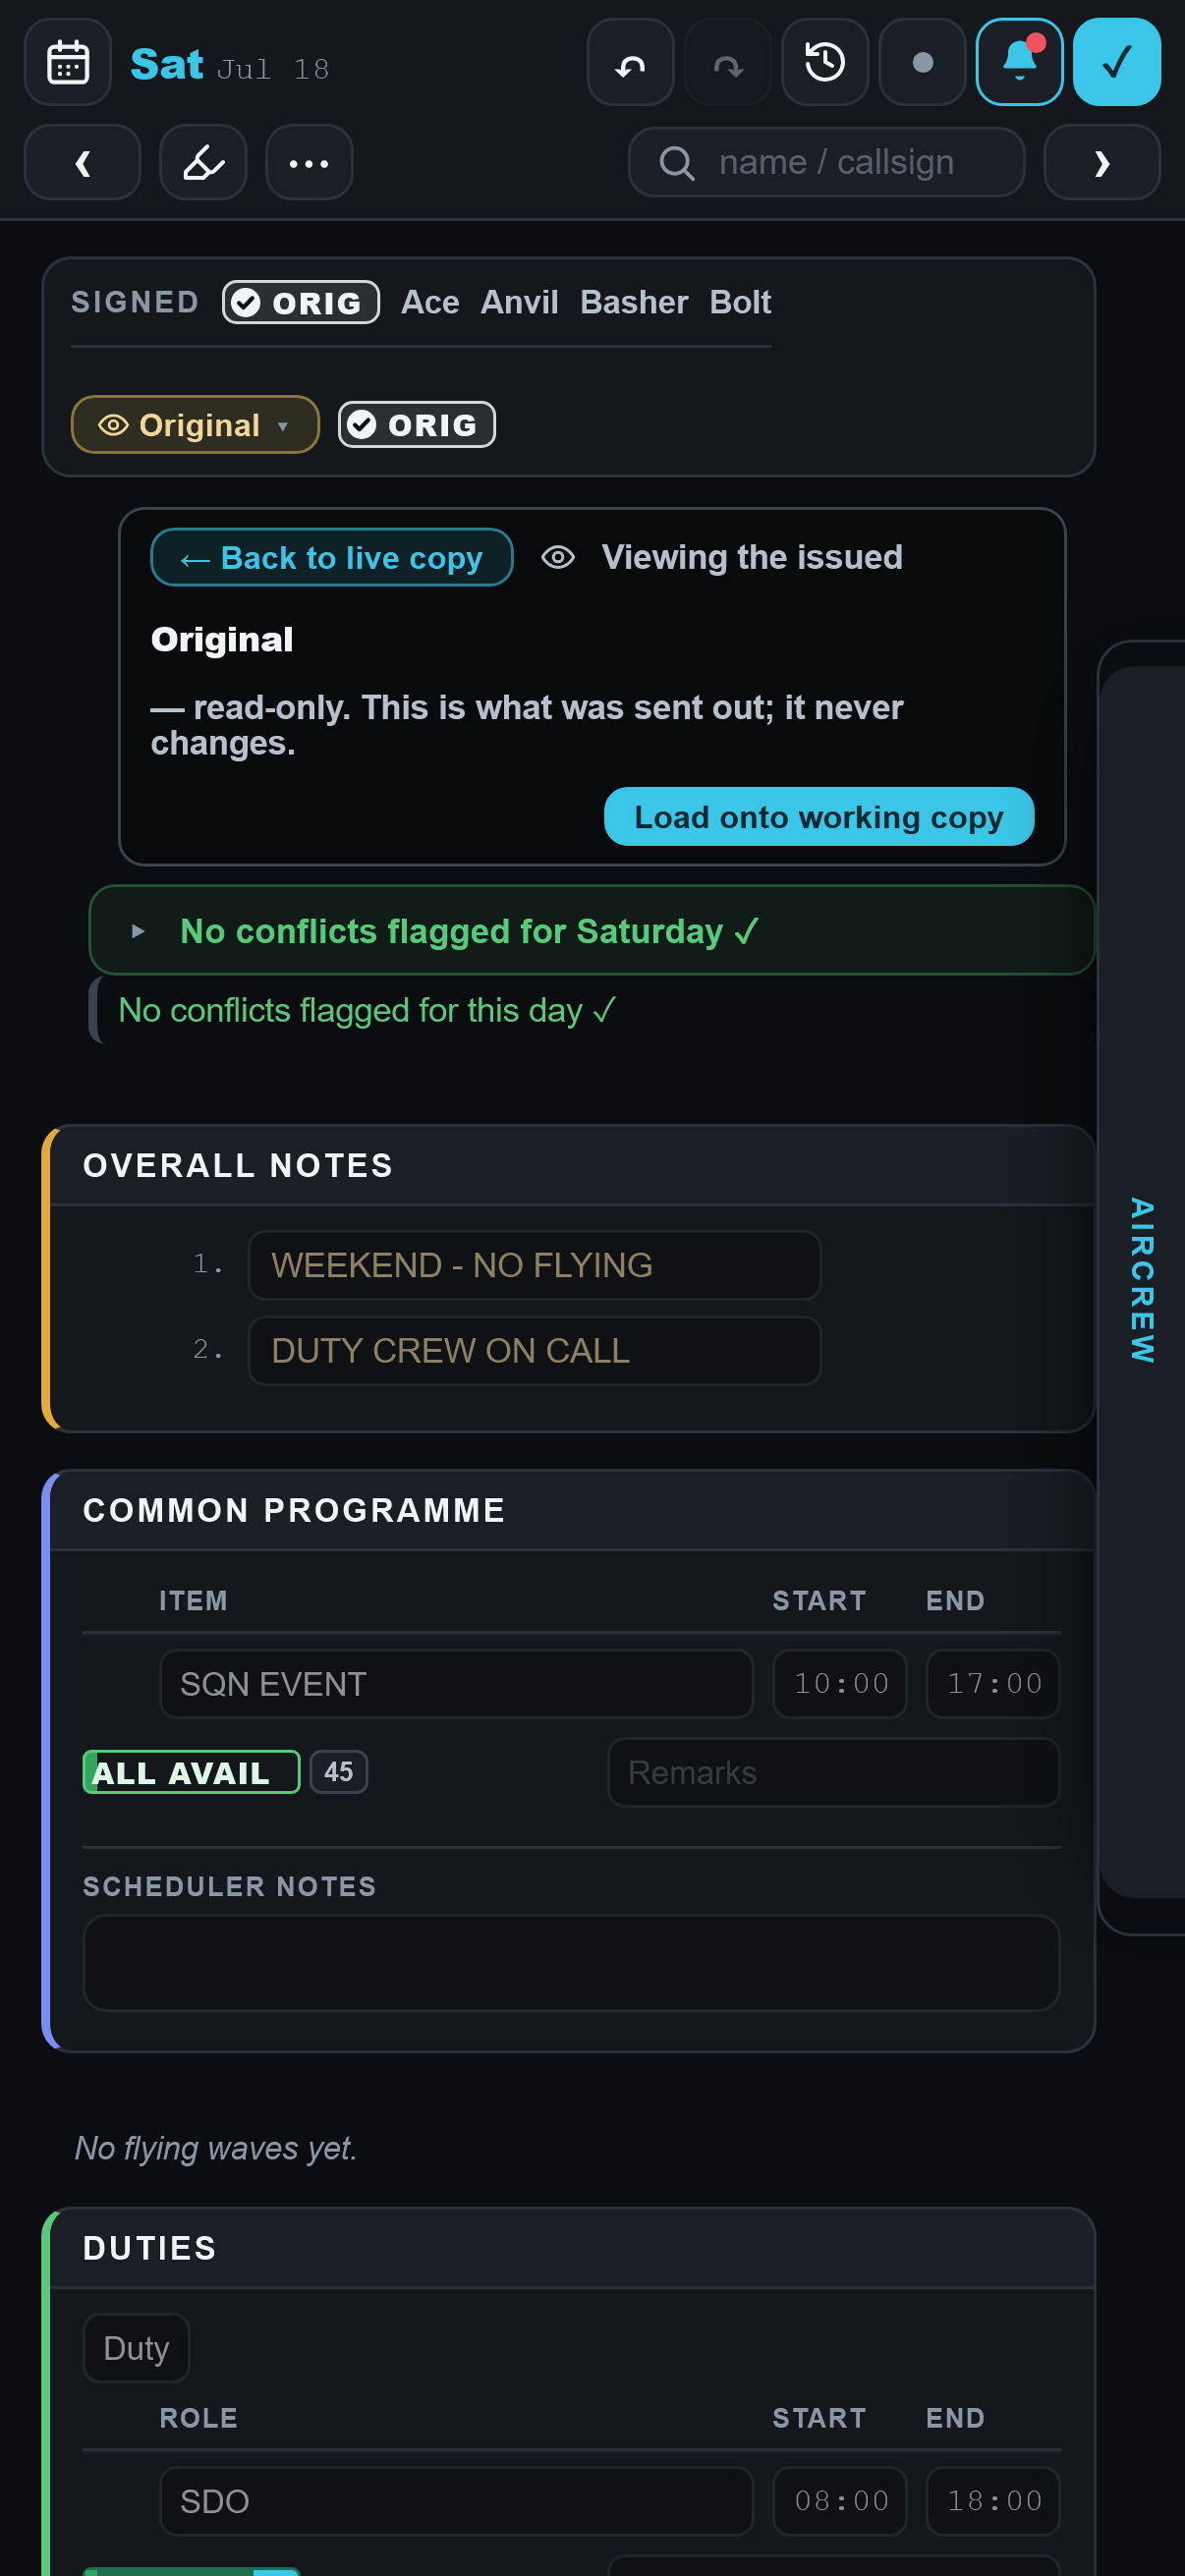 Sat Jul 18
name / callsign
SIGNED ORIG Ace Anvil Basher Bolt
Original ORIG
← Back to live copy Viewing the issued
Original
— read-only. This is what was sent out; it never
changes.
Load onto working copy
No conflicts flagged for Saturday ✓
No conflicts flagged for this day ✓
AIRCREW
OVERALL NOTES
1. WEEKEND - NO FLYING
2. DUTY CREW ON CALL
COMMON PROGRAMME
ITEM START END
SQN EVENT 10:00 17:00
ALL AVAIL 45 Remarks
SCHEDULER NOTES
No flying waves yet.
DUTIES
Duty
ROLE START END
SDO 08:00 18:00